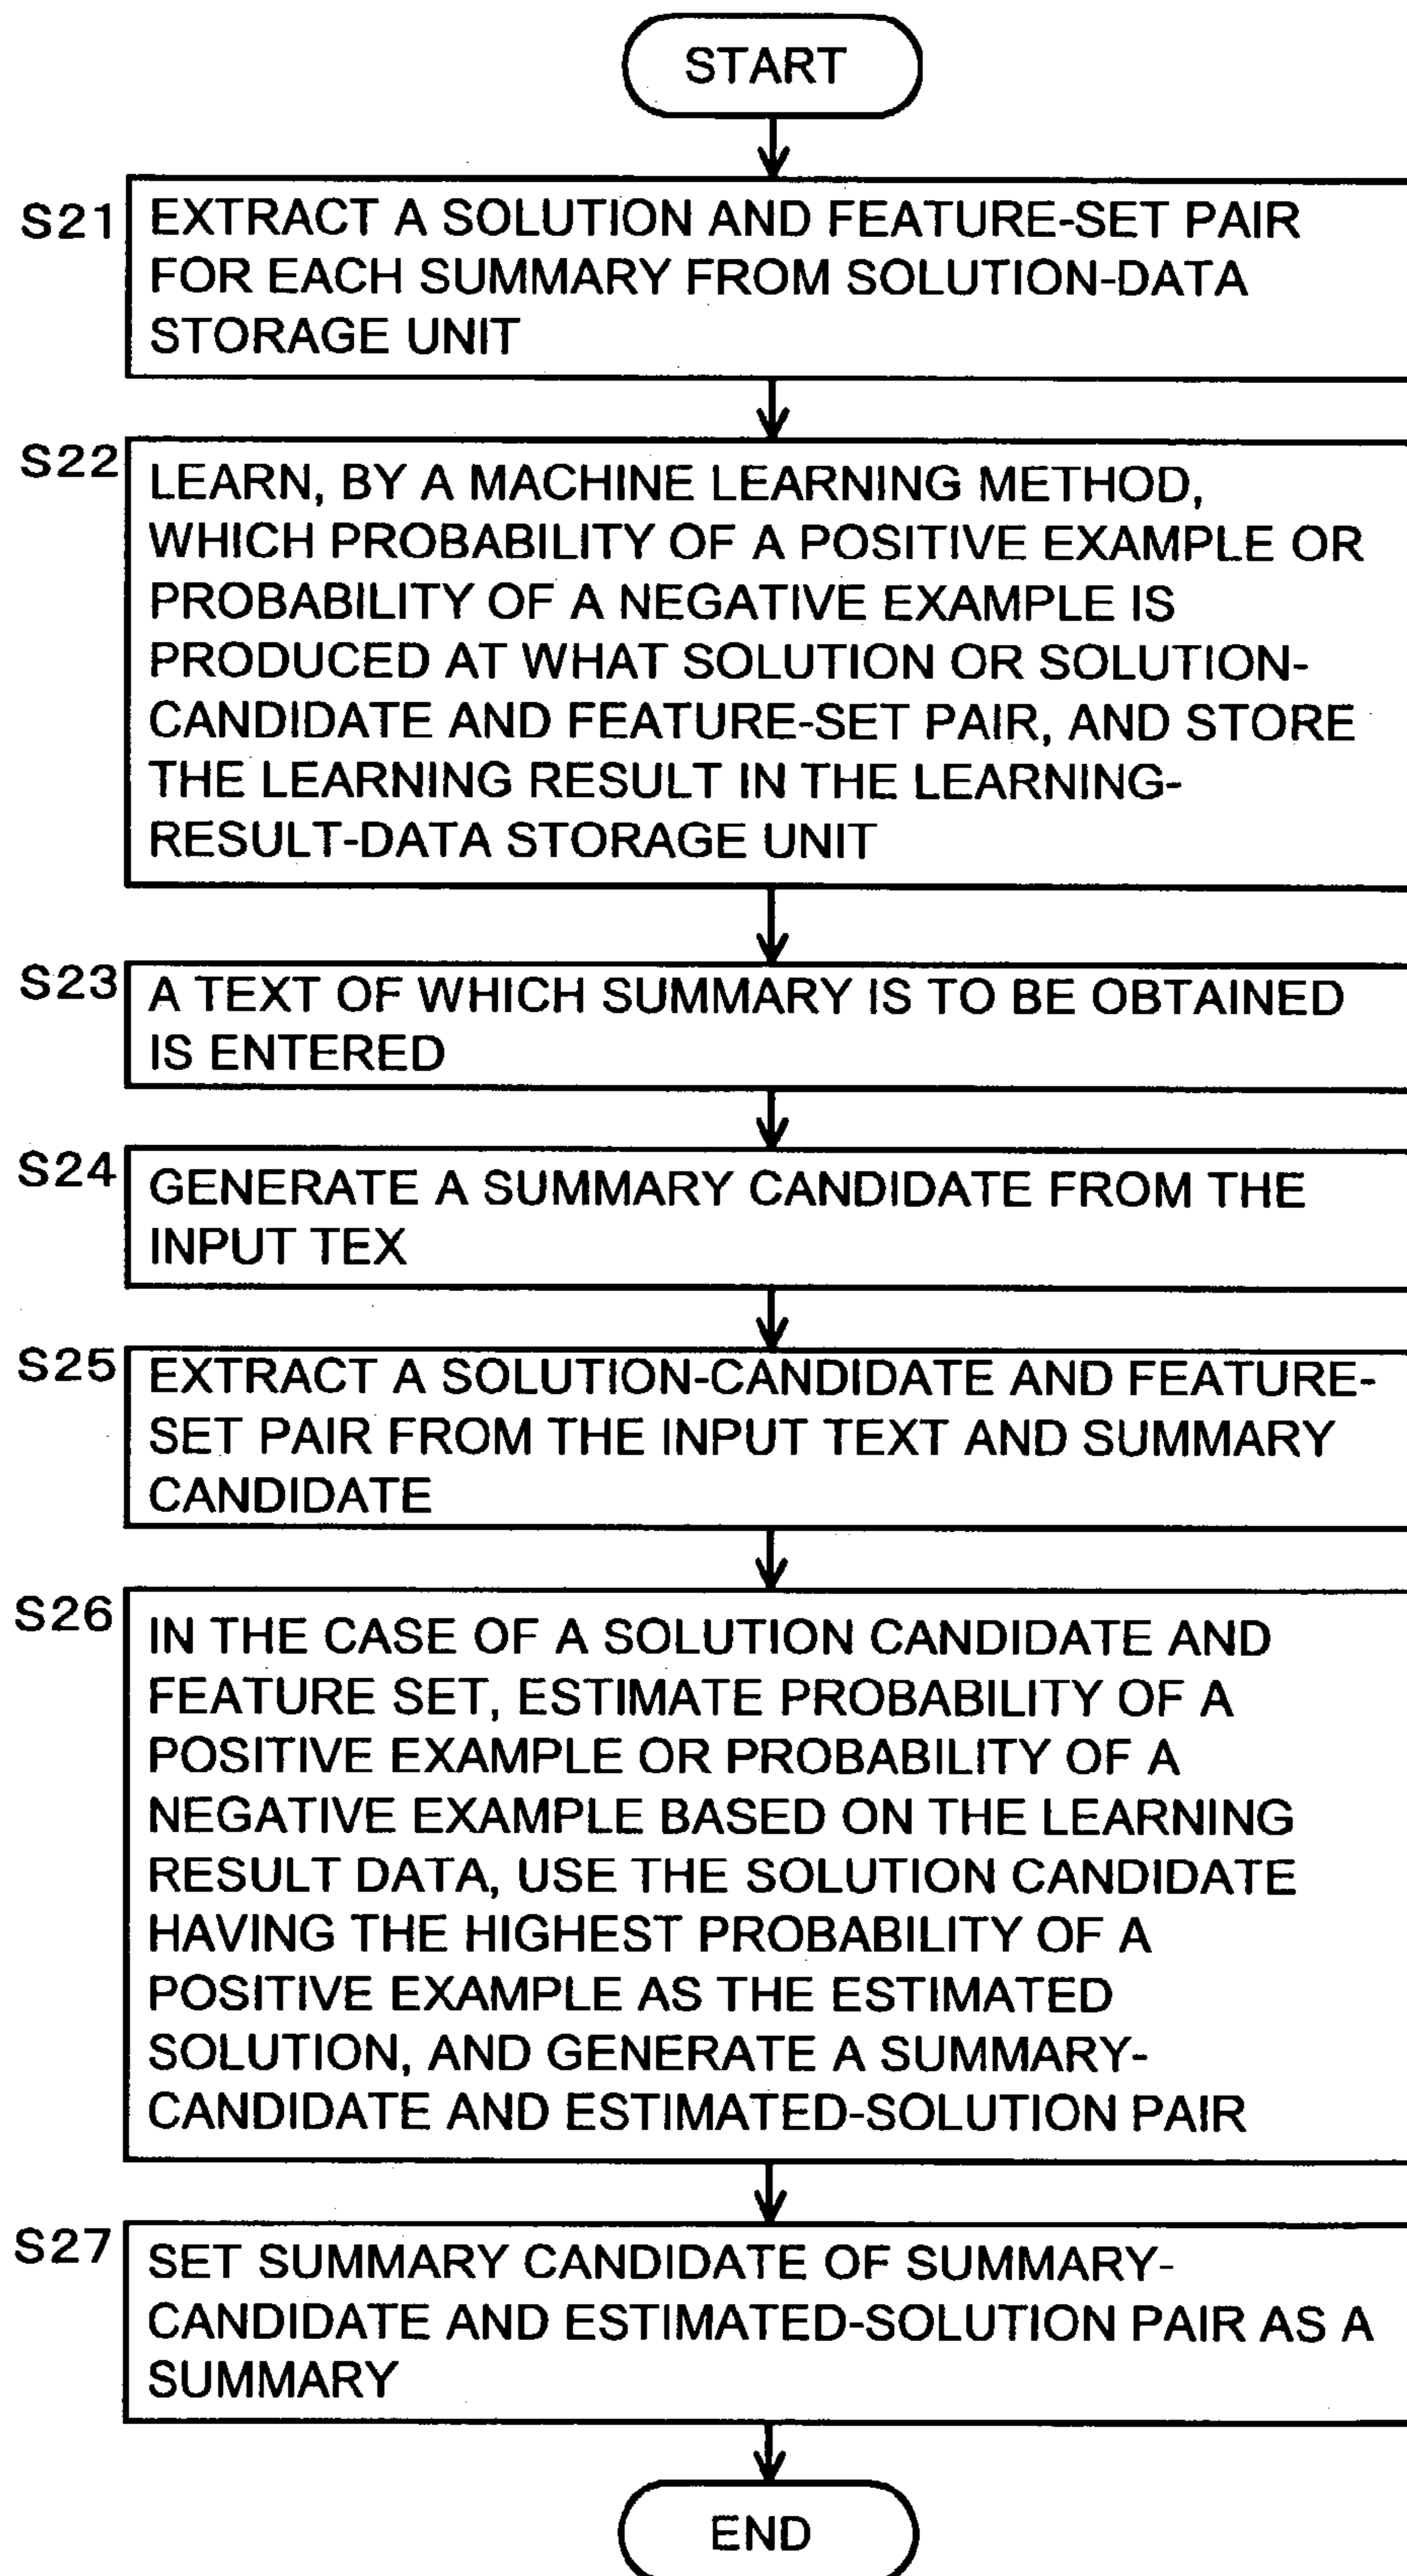 START
S21
EXTRACT A SOLUTION AND FEATURE-SET PAIR
FOR EACH SUMMARY FROM SOLUTION-DATA
STORAGE UNIT
S22
LEARN, BY A MACHINE LEARNING METHOD,
WHICH PROBABILITY OF A POSITIVE EXAMPLE OR
PROBABILITY OF A NEGATIVE EXAMPLE IS
PRODUCED AT WHAT SOLUTION OR SOLUTION-
CANDIDATE AND FEATURE-SET PAIR, AND STORE
THE LEARNING RESULT IN THE LEARNING-
RESULT-DATA STORAGE UNIT
S23
A TEXT OF WHICH SUMMARY IS TO BE OBTAINED
IS ENTERED
S24
GENERATE A SUMMARY CANDIDATE FROM THE
INPUT TEX
S25
EXTRACT A SOLUTION-CANDIDATE AND FEATURE-
SET PAIR FROM THE INPUT TEXT AND SUMMARY
CANDIDATE
S26
IN THE CASE OF A SOLUTION CANDIDATE AND
FEATURE SET, ESTIMATE PROBABILITY OF A
POSITIVE EXAMPLE OR PROBABILITY OF A
NEGATIVE EXAMPLE BASED ON THE LEARNING
RESULT DATA, USE THE SOLUTION CANDIDATE
HAVING THE HIGHEST PROBABILITY OF A
POSITIVE EXAMPLE AS THE ESTIMATED
SOLUTION, AND GENERATE A SUMMARY-
CANDIDATE AND ESTIMATED-SOLUTION PAIR
S27
SET SUMMARY CANDIDATE OF SUMMARY-
CANDIDATE AND ESTIMATED-SOLUTION PAIR AS A
SUMMARY
END